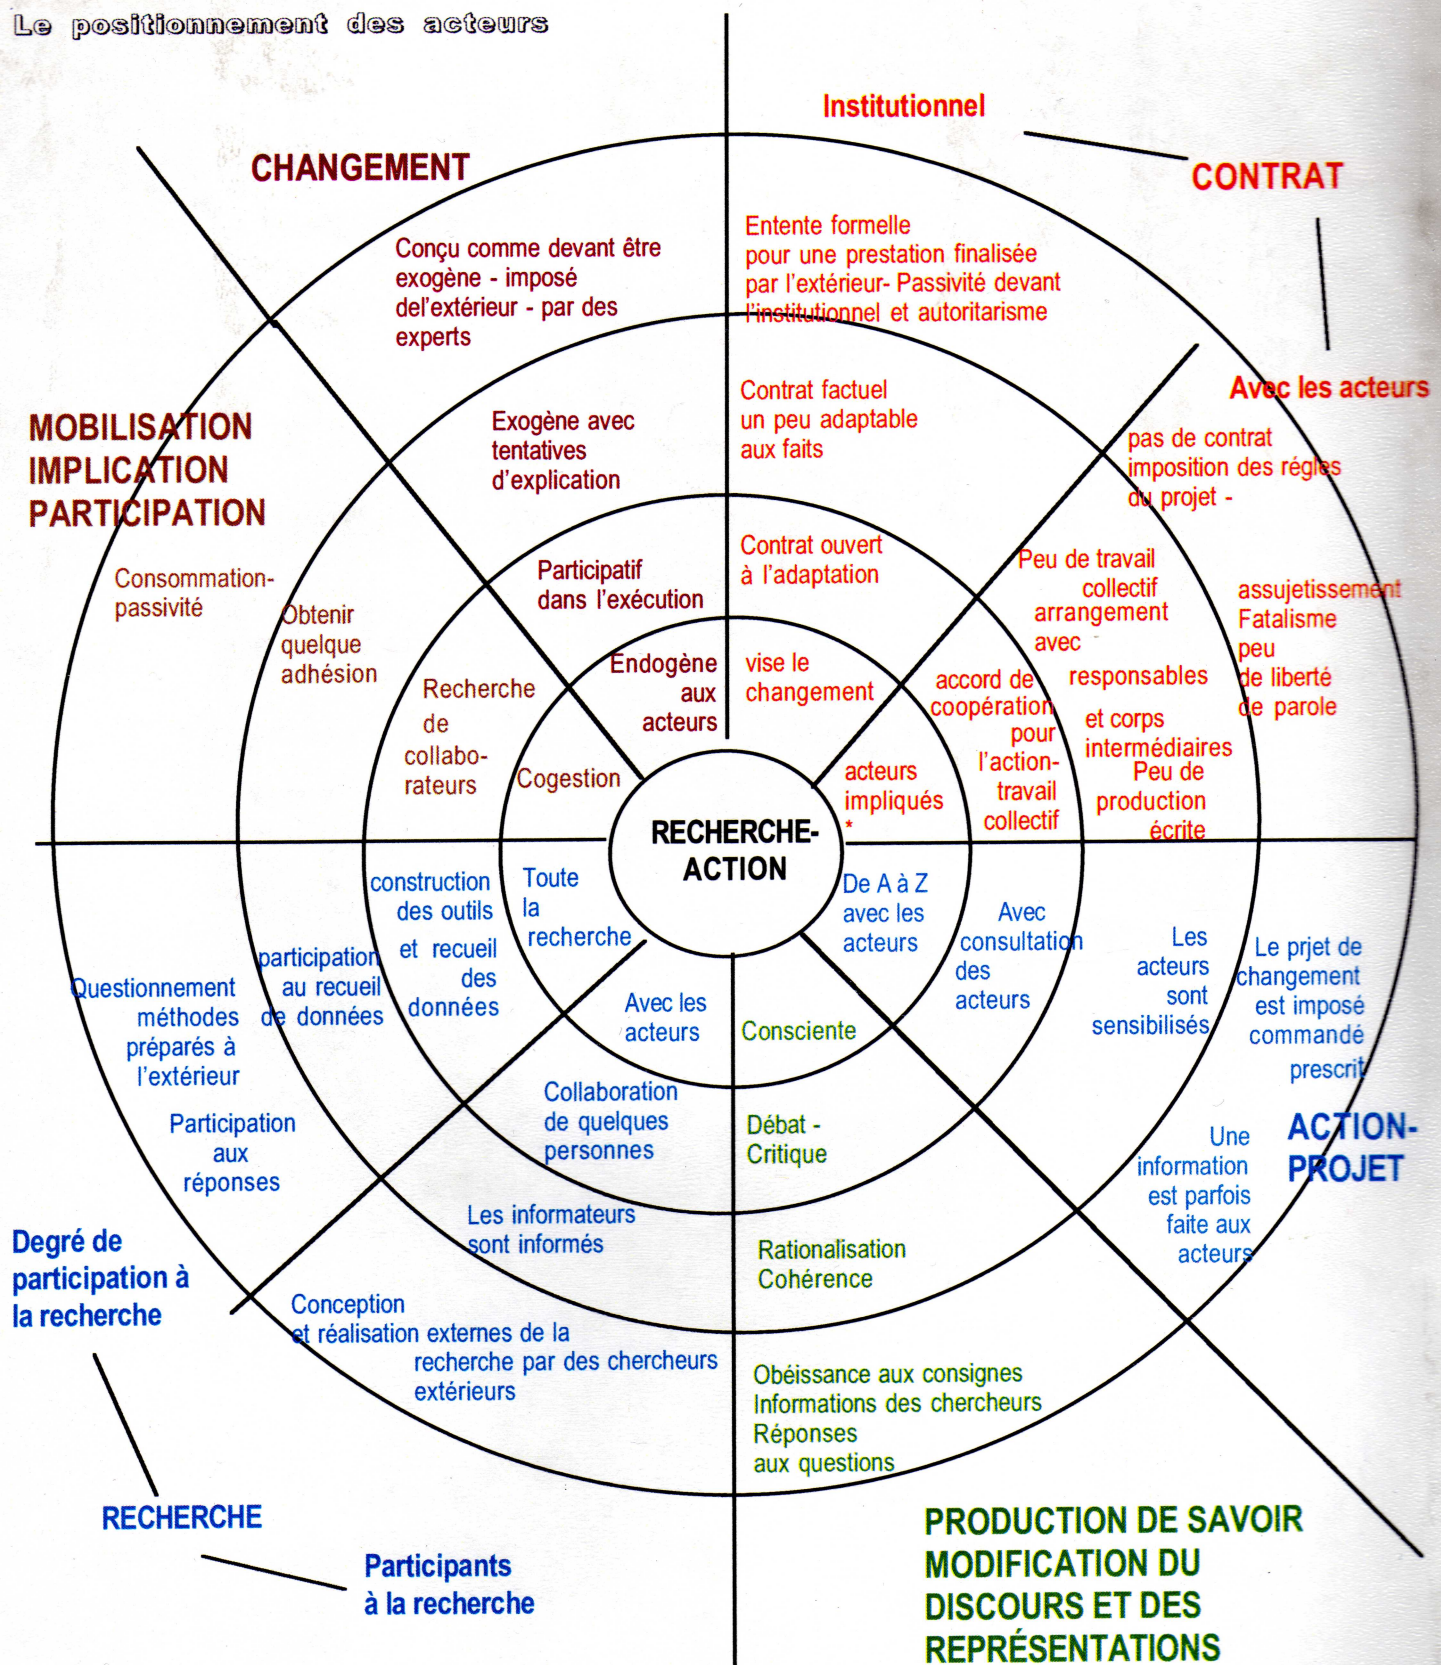 Le positionnement des acteurs
Institutionnel
CHANGEMENT
CONTRAT
Conçu comme devant être
exogène - imposé
del'extérieur - par des
experts
Entente formelle
pour une prestation finalisée
par l'extérieur- Passivité devant
l'institutionnel et autoritarisme
Avec les acteurs
MOBILISATION
IMPLICATION
PARTICIPATION
Exogène avec
tentatives
d'explication
Contrat factuel
un peu adaptable
aux faits
pas de contrat
imposition des régles
du projet -
Consommation-
passivité
Obtenir
quelque
adhésion
Participatif
dans l'exécution
Contrat ouvert
à l'adaptation
Peu de travail
collectif
arrangement
avec
responsables
et corps
intermédiaires
Peu de
production
écrite
assujetissement
Fatalisme
peu
de liberté
de parole
Recherche
de
collabo-
rateurs
Cogestion
Endogène
aux
acteurs
vise le
changement
acteurs
impliqués
*
accord de
coopération
pour
l'action-
travail
collectif
RECHERCHE-
ACTION
Questionnement
méthodes
préparés à
l'extérieur
Participation
aux
réponses
participation
au recueil
de données
construction
des outils
et recueil
des
données
Toute
la
recherche
Avec les
acteurs
Consciente
De A à Z
avec les
acteurs
Avec
consultation
des
acteurs
Les
acteurs
sont
sensibilisés
Le prjet de
changement
est imposé
commandé
prescrit
Une
information
est parfois
faite aux
acteurs
ACTION-
PROJET
Collaboration
de quelques
personnes
Débat -
Critique
Les informateurs
sont informés
Rationalisation
Cohérence
Degré de
participation à
la recherche
Conception
et réalisation externes de la
recherche par des chercheurs
extérieurs
Obéissance aux consignes
Informations des chercheurs
Réponses
aux questions
RECHERCHE
Participants
à la recherche
PRODUCTION DE SAVOIR
MODIFICATION DU
DISCOURS ET DES
REPRÉSENTATIONS